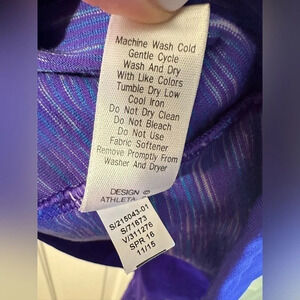 Machine Wash Cold
Gentle Cycle
Wash And Dry
With Like Colors
Tumble Dry Low
Cool Iron
Do Not Dry Clean
Do Not Bleach
Do Not Use
Fabric Softener
Remove Promptly From
Washer And Dryer
DESIGN ©
ATHLETA
S/215043-01
S/71673
V/311276
SPR 16
11/15